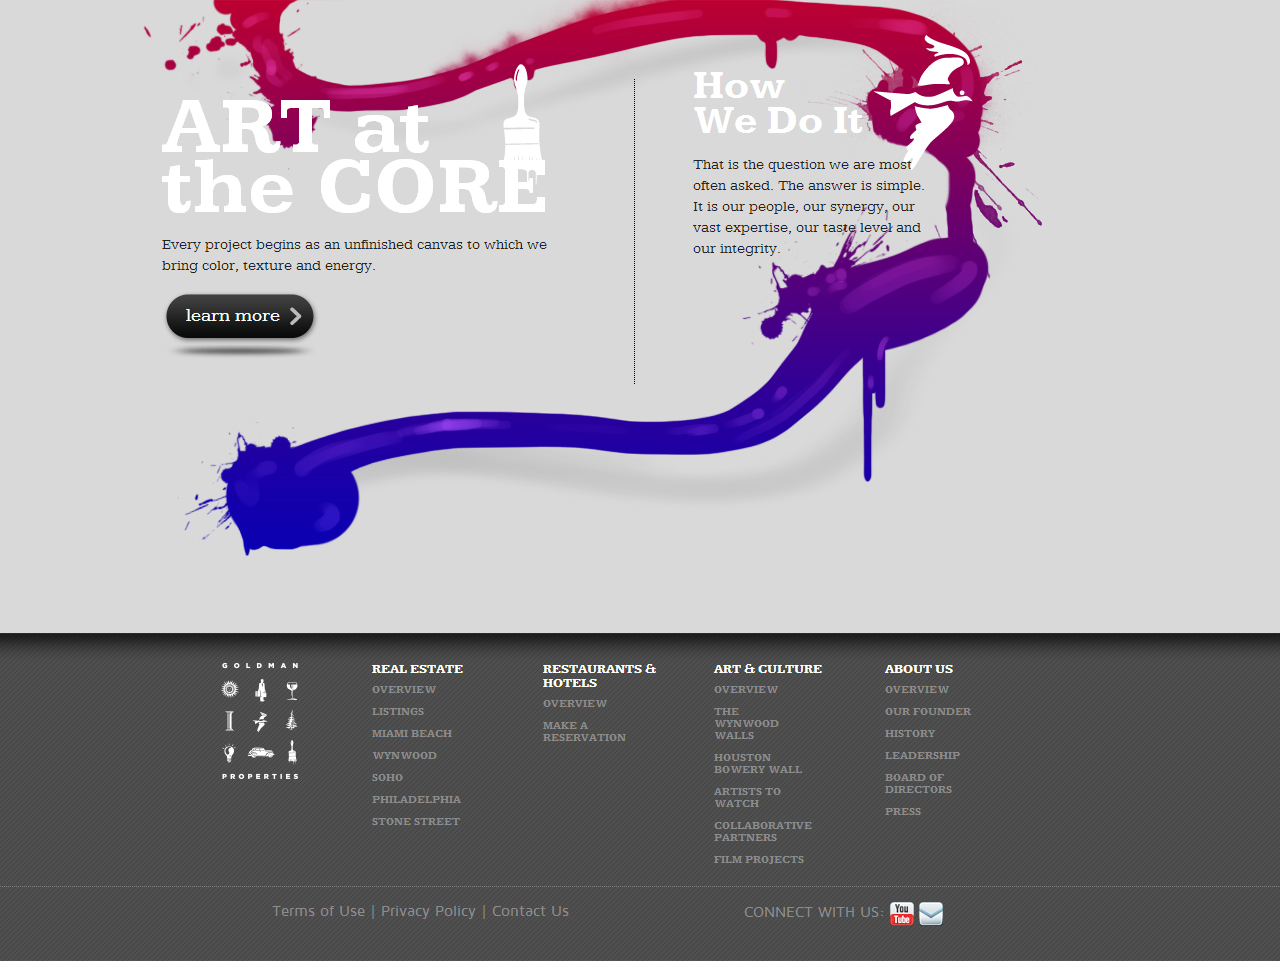 ART at
the CORE
Every project begins as an unfinished canvas to which we
bring color, texture and energy.
learn more
How
We Do It
That is the question we are most
often asked. The answer is simple.
It is our people, our synergy, our
vast expertise, our taste level and
our integrity.
GOLDMAN
PROPERTIES
REAL ESTATE
OVERVIEW
LISTINGS
MIAMI BEACH
WYNWOOD
SOHO
PHILADELPHIA
STONE STREET
RESTAURANTS &
HOTELS
OVERVIEW
MAKE A
RESERVATION
ART & CULTURE
OVERVIEW
THE
WYNWOOD
WALLS
HOUSTON
BOWERY WALL
ARTISTS TO
WATCH
COLLABORATIVE
PARTNERS
FILM PROJECTS
ABOUT US
OVERVIEW
OUR FOUNDER
HISTORY
LEADERSHIP
BOARD OF
DIRECTORS
PRESS
Terms of Use | Privacy Policy | Contact Us
CONNECT WITH US:
You
Tube